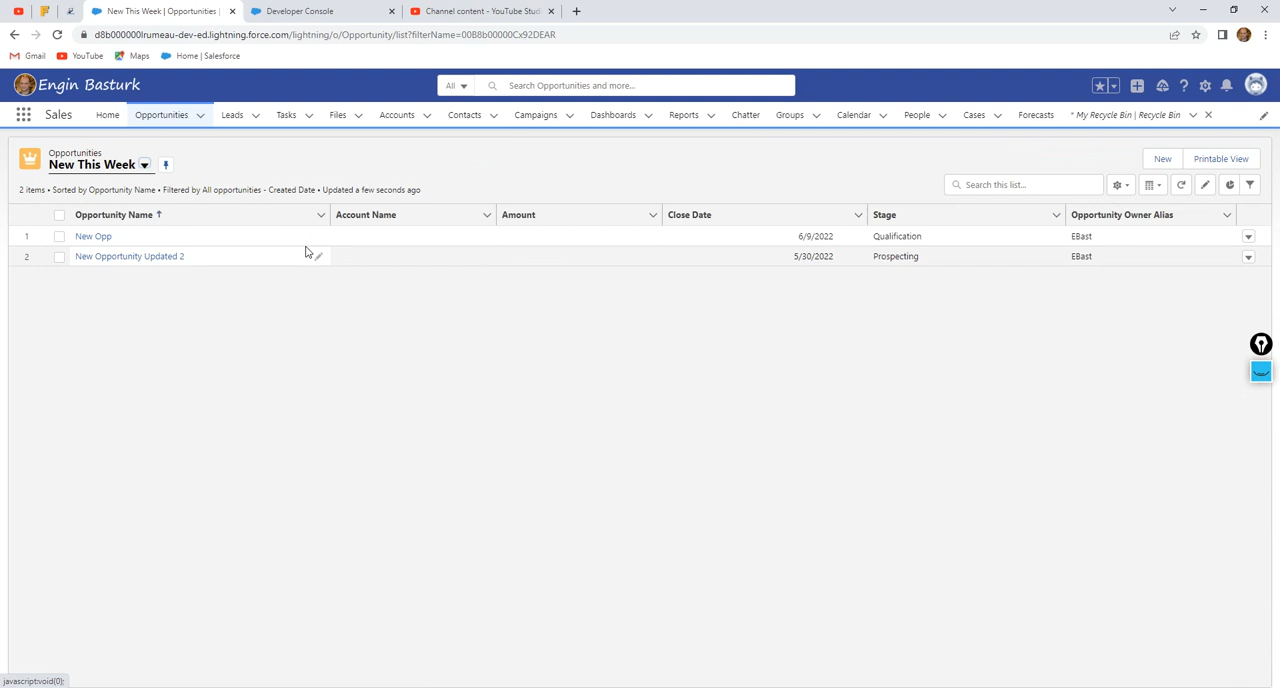 New This Week | Opportunities |
Developer Console
Channel content - YouTube Studi
d8b000000lrumeau-dev-ed.lightning.force.com/lightning/o/Opportunity/list?filterName=00B8b00000Cx92DEAR
Gmail
YouTube
Maps
Home | Salesforce
Engin Basturk
All
Search Opportunities and more...
Sales
Home
Opportunities
Leads
Tasks
Files
Accounts
Contacts
Campaigns
Dashboards
Reports
Chatter
Groups
Calendar
People
Cases
Forecasts
* My Recycle Bin | Recycle Bin
Opportunities
New This Week
New
Printable View
2 items • Sorted by Opportunity Name • Filtered by All opportunities - Created Date • Updated a few seconds ago
Search this list...
Opportunity Name
Account Name
Amount
Close Date
Stage
Opportunity Owner Alias
1 New Opp 6/9/2022 Qualification EBast
2 New Opportunity Updated 2 5/30/2022 Prospecting EBast
javascript:void(0);